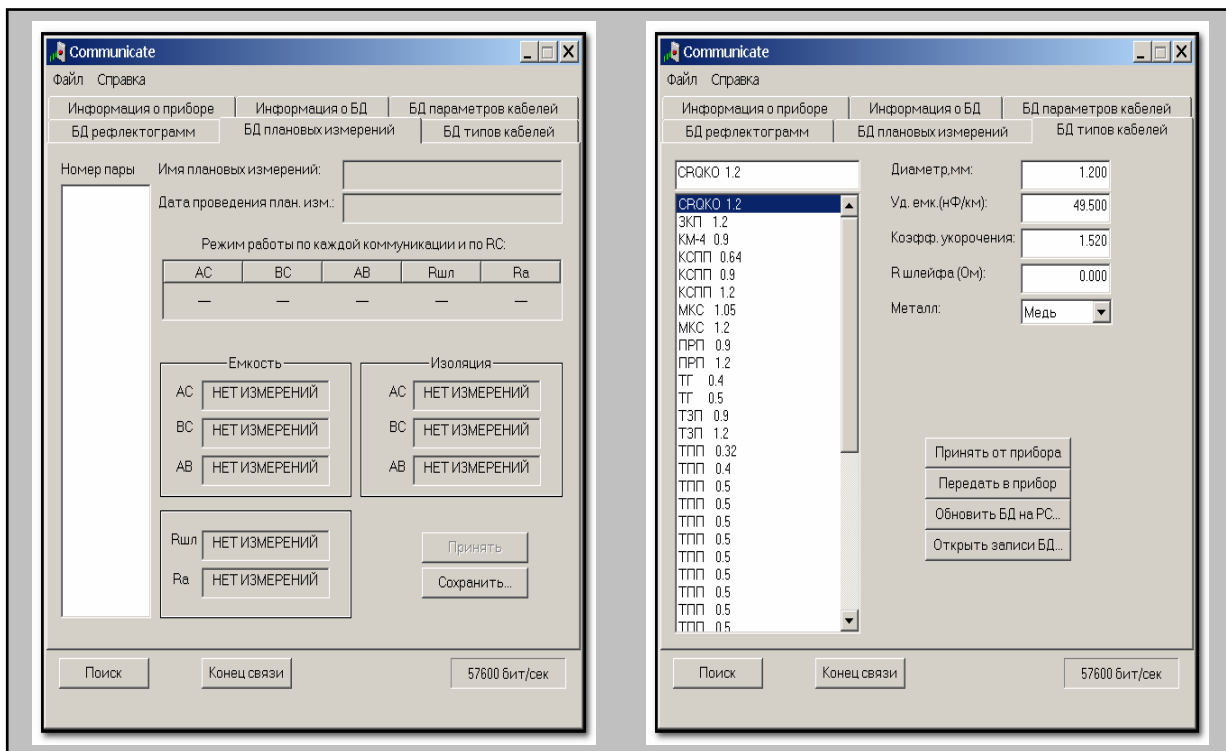 Communicate
Файл Справка
Информация о приборе Информация о БД БД параметров кабелей
БД рефлектограмм БД плановых измерений БД типов кабелей
Номер пары Имя плановых измерений:
Дата проведения план. изм.:
Режим работы по каждой коммуникации и по RC:
AC BC AB Rшл Ra
— — — — —
Емкость Изоляция
AC НЕТ ИЗМЕРЕНИЙ AC НЕТ ИЗМЕРЕНИЙ
BC НЕТ ИЗМЕРЕНИЙ BC НЕТ ИЗМЕРЕНИЙ
AB НЕТ ИЗМЕРЕНИЙ AB НЕТ ИЗМЕРЕНИЙ
Rшл НЕТ ИЗМЕРЕНИЙ
Ra НЕТ ИЗМЕРЕНИЙ
Принять
Сохранить...
Поиск Конец связи 57600 бит/сек
Communicate
Файл Справка
Информация о приборе Информация о БД БД параметров кабелей
БД рефлектограмм БД плановых измерений БД типов кабелей
CRQKO 1.2
CRQKO 1.2
ЗКП 1.2
КМ-4 0.9
КСПП 0.64
КСПП 0.9
КСПП 1.2
МКС 1.05
МКС 1.2
ПРП 0.9
ПРП 1.2
ТГ 0.4
ТГ 0.5
ТЗП 0.9
ТЗП 1.2
ТПП 0.32
ТПП 0.4
ТПП 0.5
ТПП 0.5
ТПП 0.5
ТПП 0.5
ТПП 0.5
ТПП 0.5
ТПП 0.5
ТПП 0.5
ТПП 0.5
Диаметр,мм: 1.200
Уд. емк.(нФ/км): 49.500
Коэфф. укорочения: 1.520
R шлейфа (Ом): 0.000
Металл: Медь
Принять от прибора
Передать в прибор
Обновить БД на РС...
Открыть записи БД...
Поиск Конец связи 57600 бит/сек